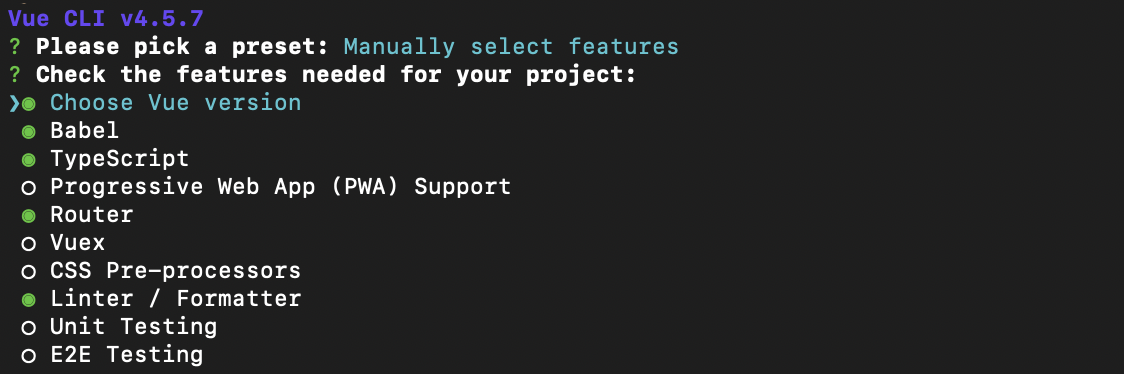 Vue CLI v4.5.7
? Please pick a preset: Manually select features
? Check the features needed for your project:
❯◉ Choose Vue version
◉ Babel
◉ TypeScript
◯ Progressive Web App (PWA) Support
◉ Router
◯ Vuex
◯ CSS Pre-processors
◉ Linter / Formatter
◯ Unit Testing
◯ E2E Testing